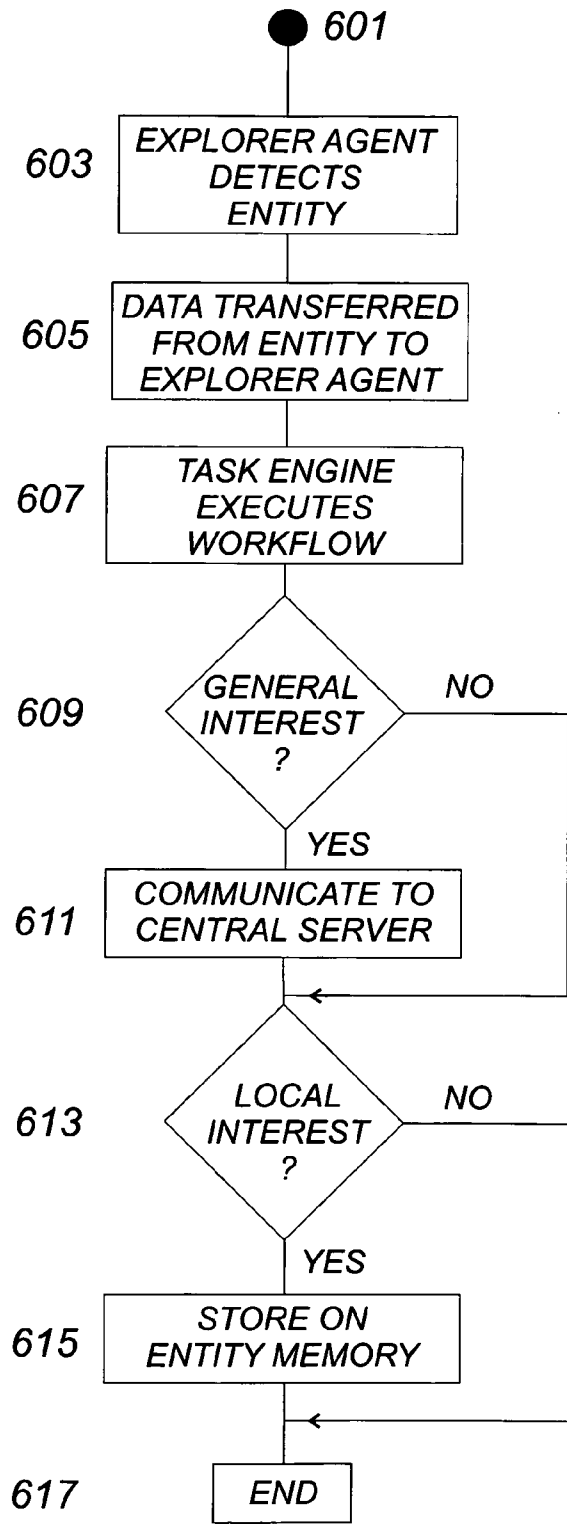 601
603
EXPLORER AGENT
DETECTS
ENTITY
605
DATA TRANSFERRED
FROM ENTITY TO
EXPLORER AGENT
607
TASK ENGINE
EXECUTES
WORKFLOW
609
GENERAL
INTEREST
?
NO
YES
611
COMMUNICATE TO
CENTRAL SERVER
613
LOCAL
INTEREST
?
NO
YES
615
STORE ON
ENTITY MEMORY
617
END